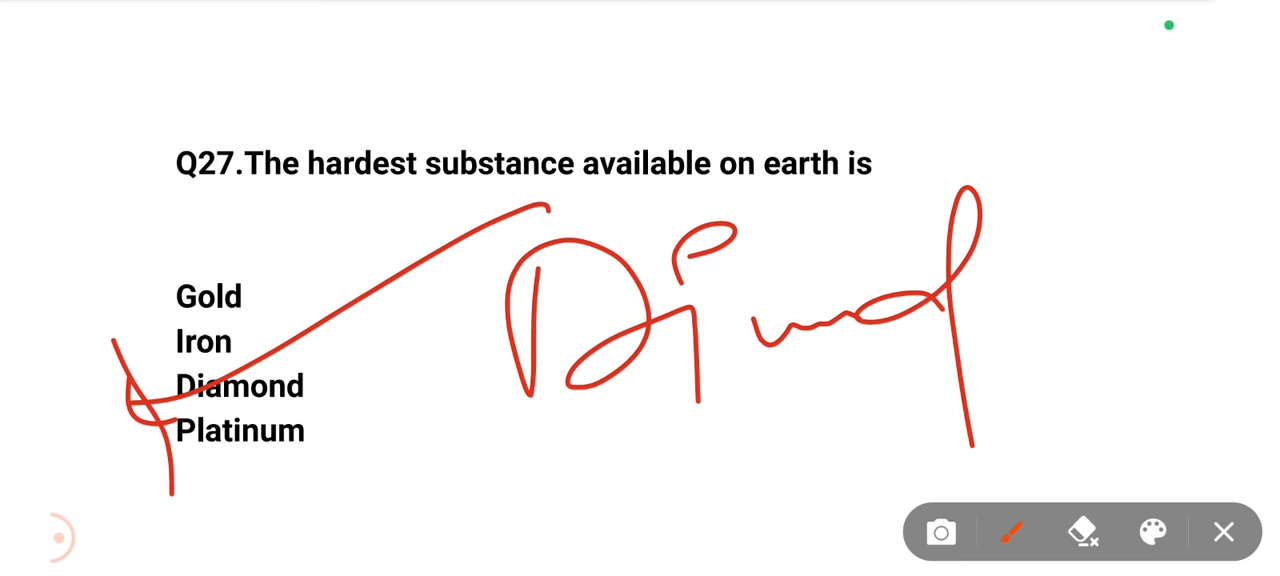 Q27.The hardest substance available on earth is
Gold
Iron
Diamond
Platinum